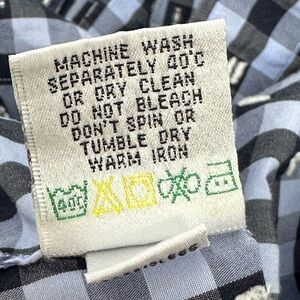 MACHINE WASH
SEPARATELY 40°C
OR DRY CLEAN
DO NOT BLEACH
DON'T SPIN OR
TUMBLE DRY
WARM IRON
40°